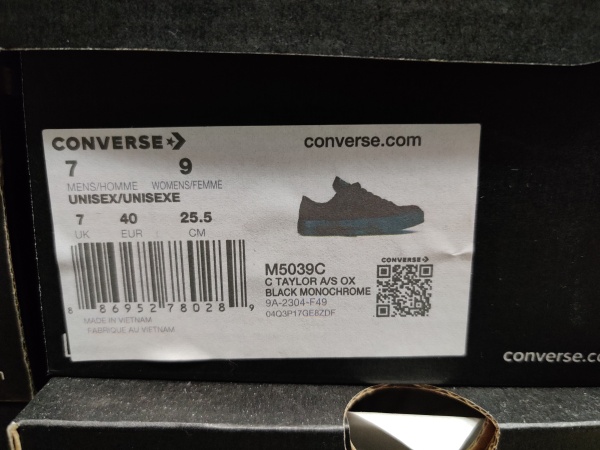 CONVERSE
converse.com
7 9
MENS/HOMME WOMENS/FEMME
UNISEX/UNISEXE
7 40 25.5
UK EUR CM
M5039C
C TAYLOR A/S OX
BLACK MONOCHROME
9A-2304-F49
04Q3P17GE8ZDF
CONVERSE
8 86952 78028 9
MADE IN VIETNAM
FABRIQUE AU VIETNAM
converse.c